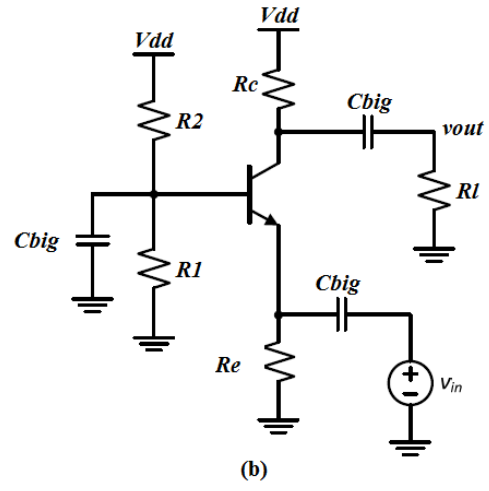 Vdd
Vdd
Rc
Cbig
R2
vout
Rl
Cbig
R1
Cbig
Re
+
-
Vin
(b)